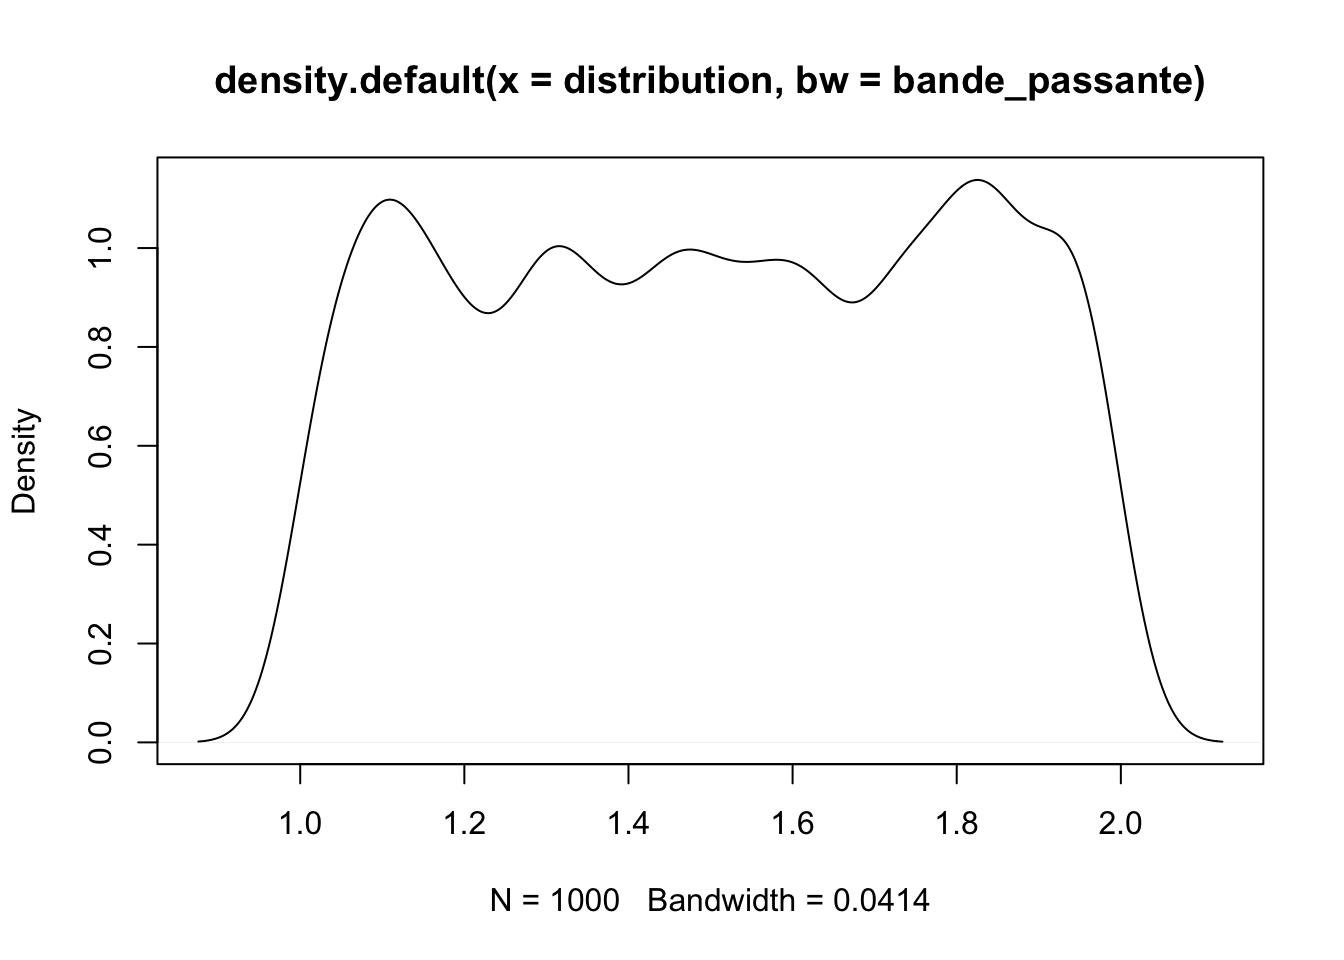 density.default(x = distribution, bw = bande_passante)
Density
0.0 0.2 0.4 0.6 0.8 1.0
1.0 1.2 1.4 1.6 1.8 2.0
N = 1000 Bandwidth = 0.0414